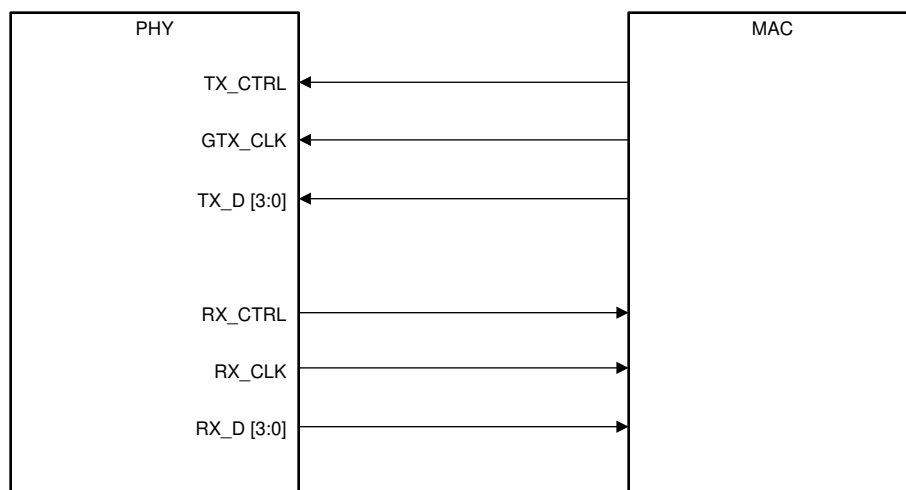 PHY
MAC
TX_CTRL
GTX_CLK
TX_D [3:0]
RX_CTRL
RX_CLK
RX_D [3:0]